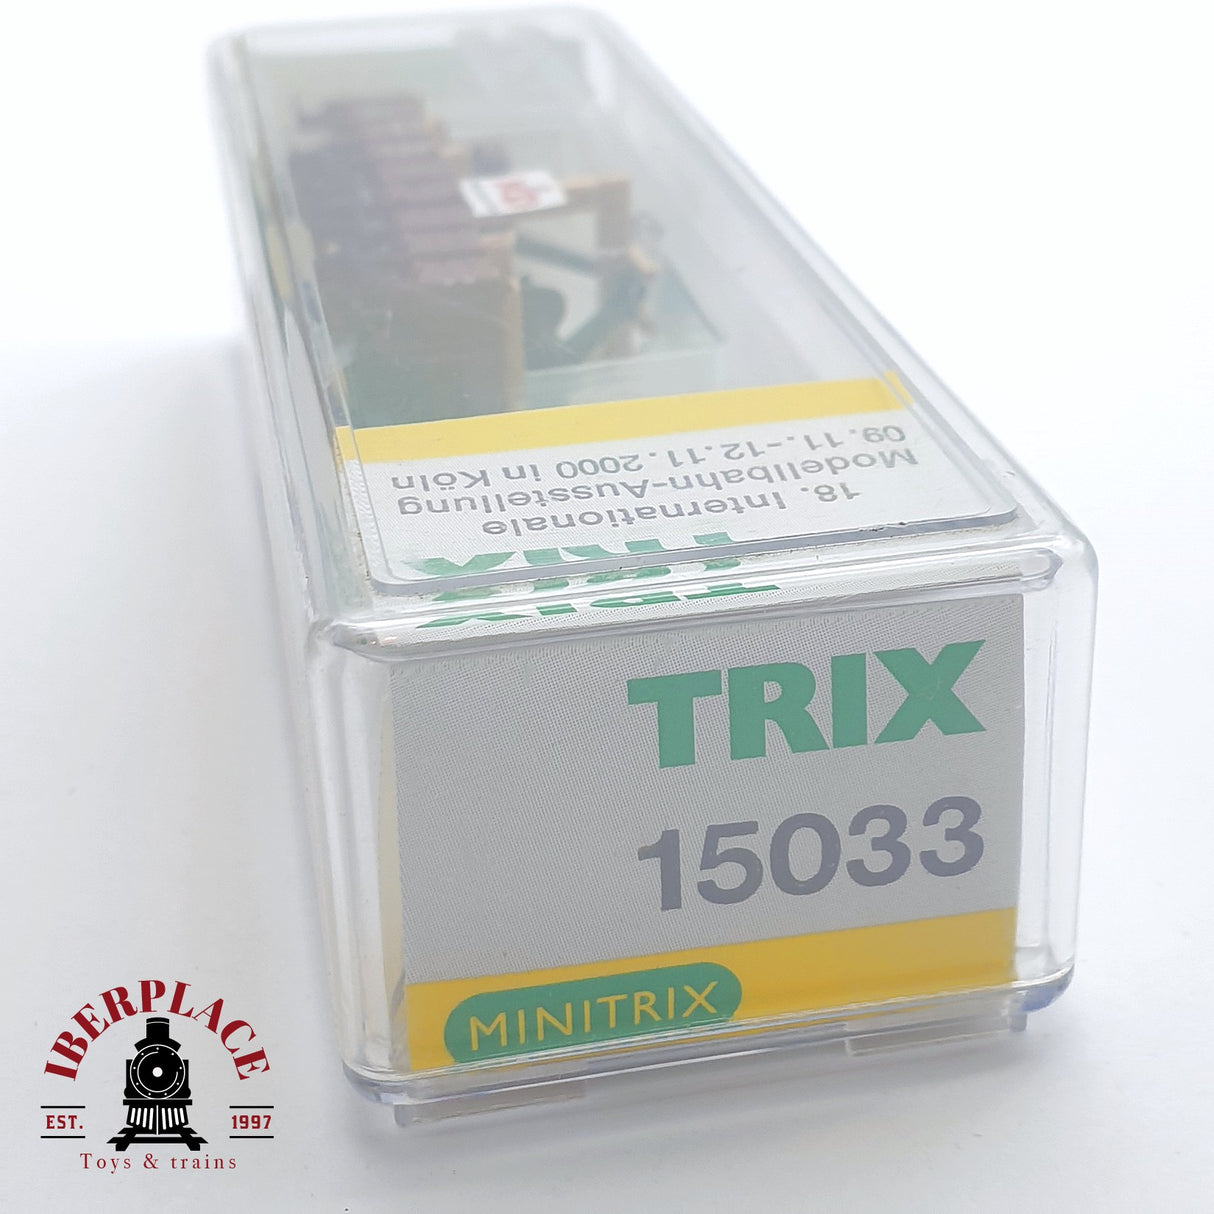 09.11.-12.11.2000 in Köln
Modellbahn-Ausstellung
18. Internationale
TRIX
TRIX
15033
MINITRIX
IBERPLACE
EST. 1997
Toys & trains